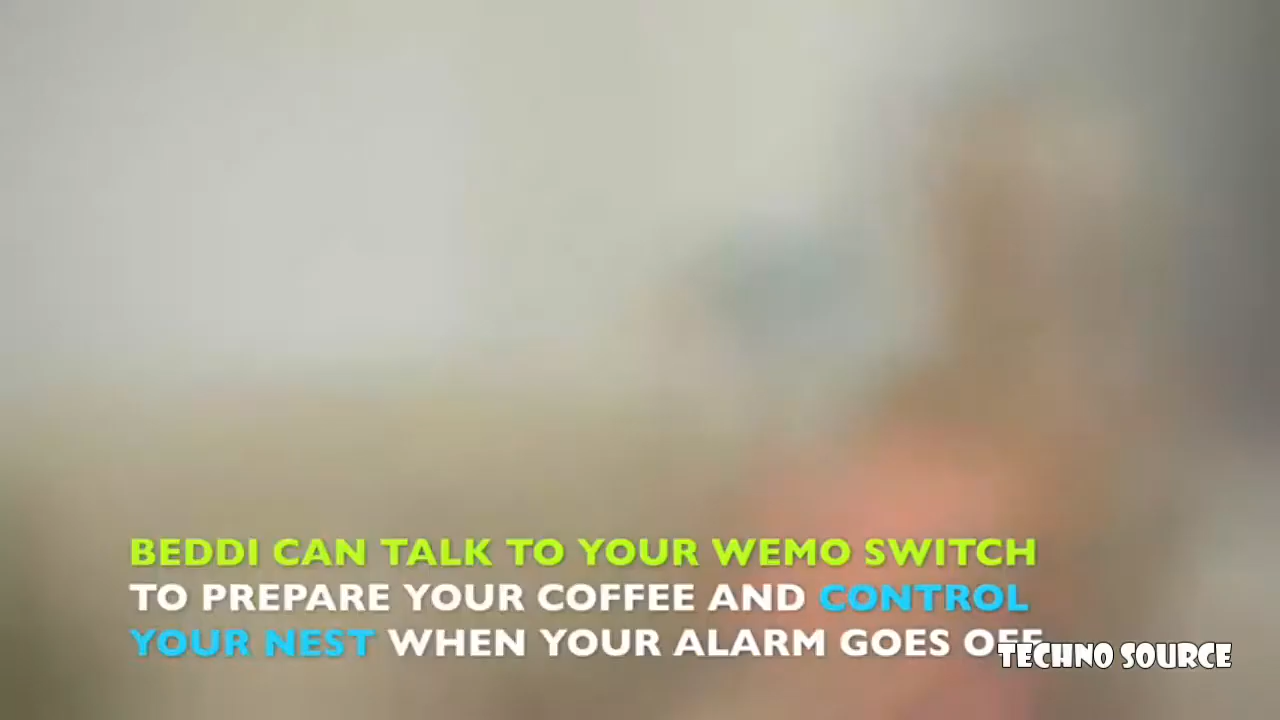 BEDDI CAN TALK TO YOUR WEMO SWITCH
TO PREPARE YOUR COFFEE AND CONTROL
YOUR NEST WHEN YOUR ALARM GOES OFF
TECHNO SOURCE